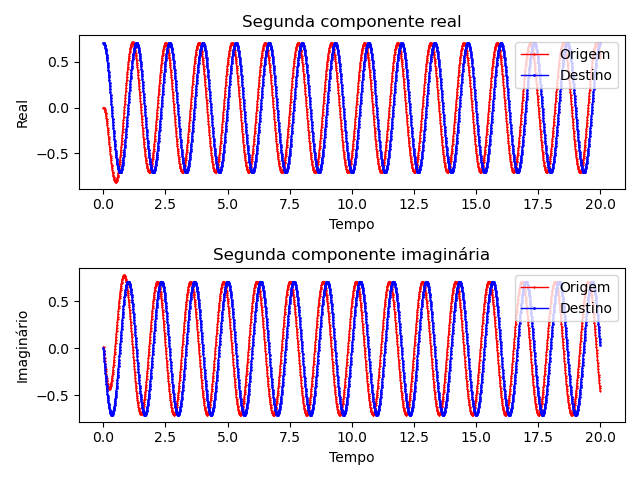 Segunda componente real
0.5
0.0
−0.5
Real
Origem
Destino
0.0 2.5 5.0 7.5 10.0 12.5 15.0 17.5 20.0
Tempo
Segunda componente imaginária
0.5
0.0
−0.5
Imaginário
Origem
Destino
0.0 2.5 5.0 7.5 10.0 12.5 15.0 17.5 20.0
Tempo